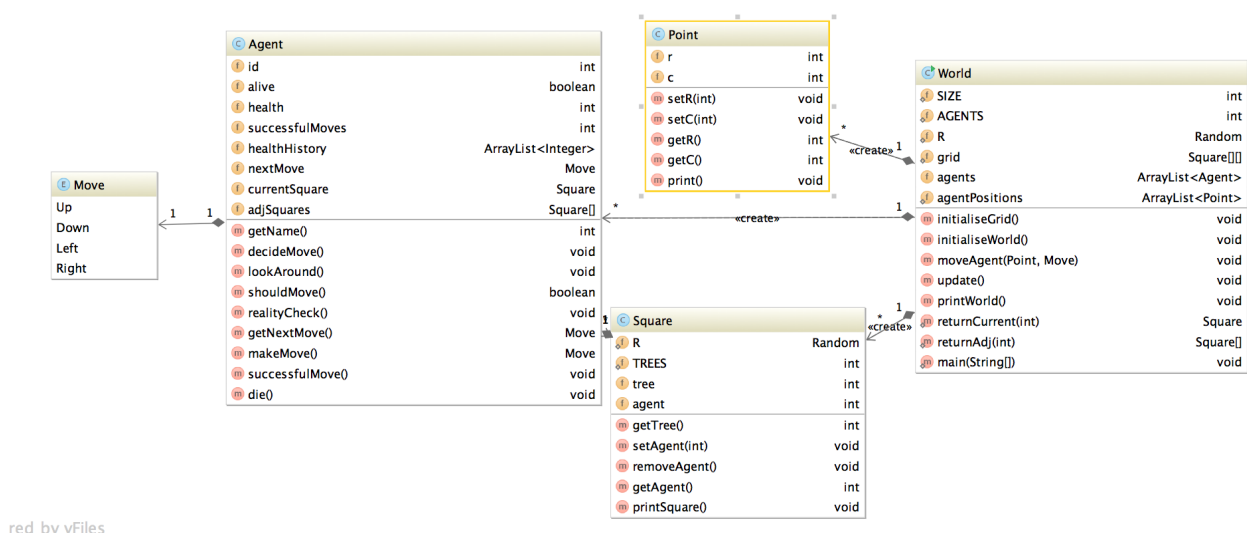 Agent
id int
alive boolean
health int
successfulMoves int
healthHistory ArrayList<Integer>
nextMove Move
currentSquare Square
adjSquares Square[]
getName() int
decideMove() void
lookAround() void
shouldMove() boolean
realityCheck() void
getNextMove() Move
makeMove() Move
successfulMove() void
die() void
Point
r int
c int
setR(int) void
setC(int) void
getR() int
getC() int
print() void
World
SIZE int
AGENTS int
R Random
grid Square[][]
agents ArrayList<Agent>
agentPositions ArrayList<Point>
initialiseGrid() void
initialiseWorld() void
moveAgent(Point, Move) void
update() void
printWorld() void
returnCurrent(int) Square
returnAdj(int) Square[]
main(String[]) void
Move
Up
Down
Left
Right
Square
R Random
TREES int
tree int
agent int
getTree() int
setAgent(int) void
removeAgent() void
getAgent() int
printSquare() void
1 1
* «create» 1
* «create» 1
* «create» 1
red by yFiles